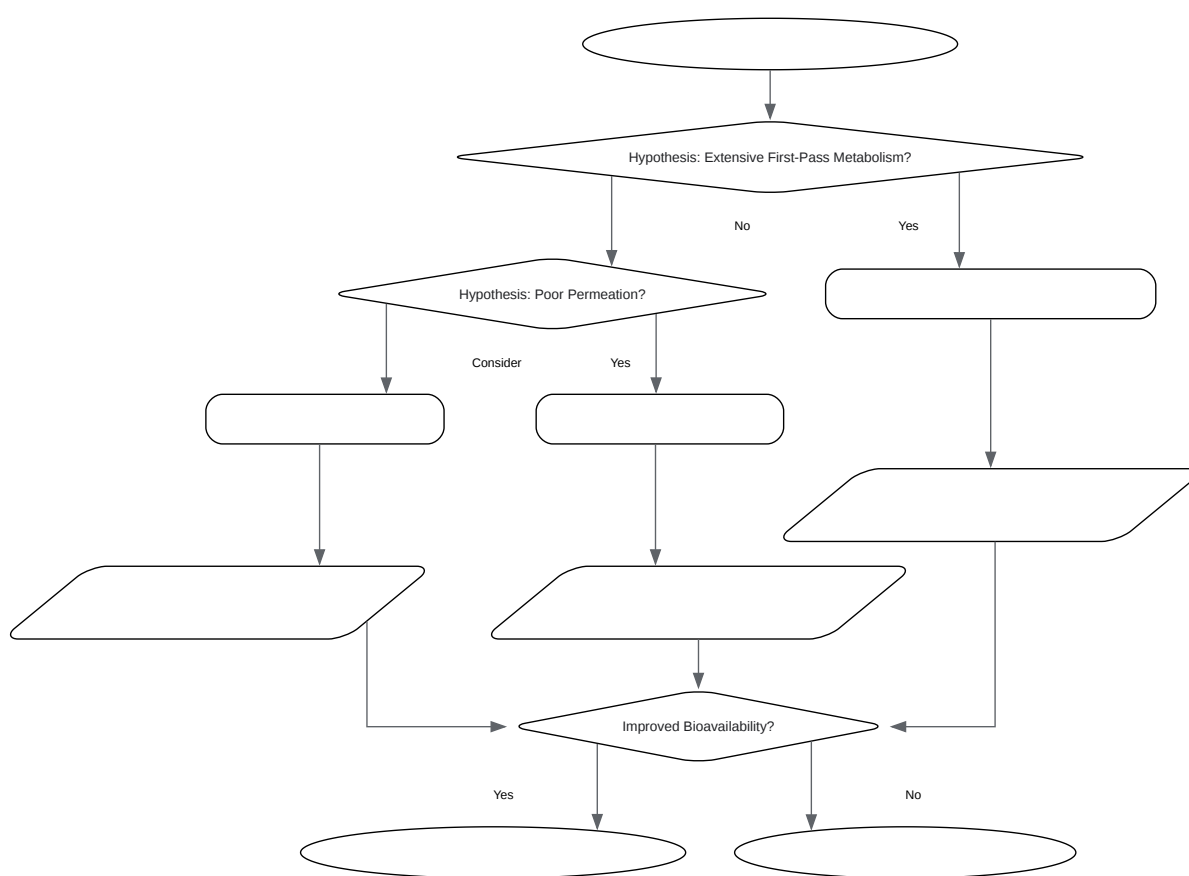 Hypothesis: Extensive First-Pass Metabolism?
No
Yes
Hypothesis: Poor Permeation?
Consider
Yes
Improved Bioavailability?
Yes
No